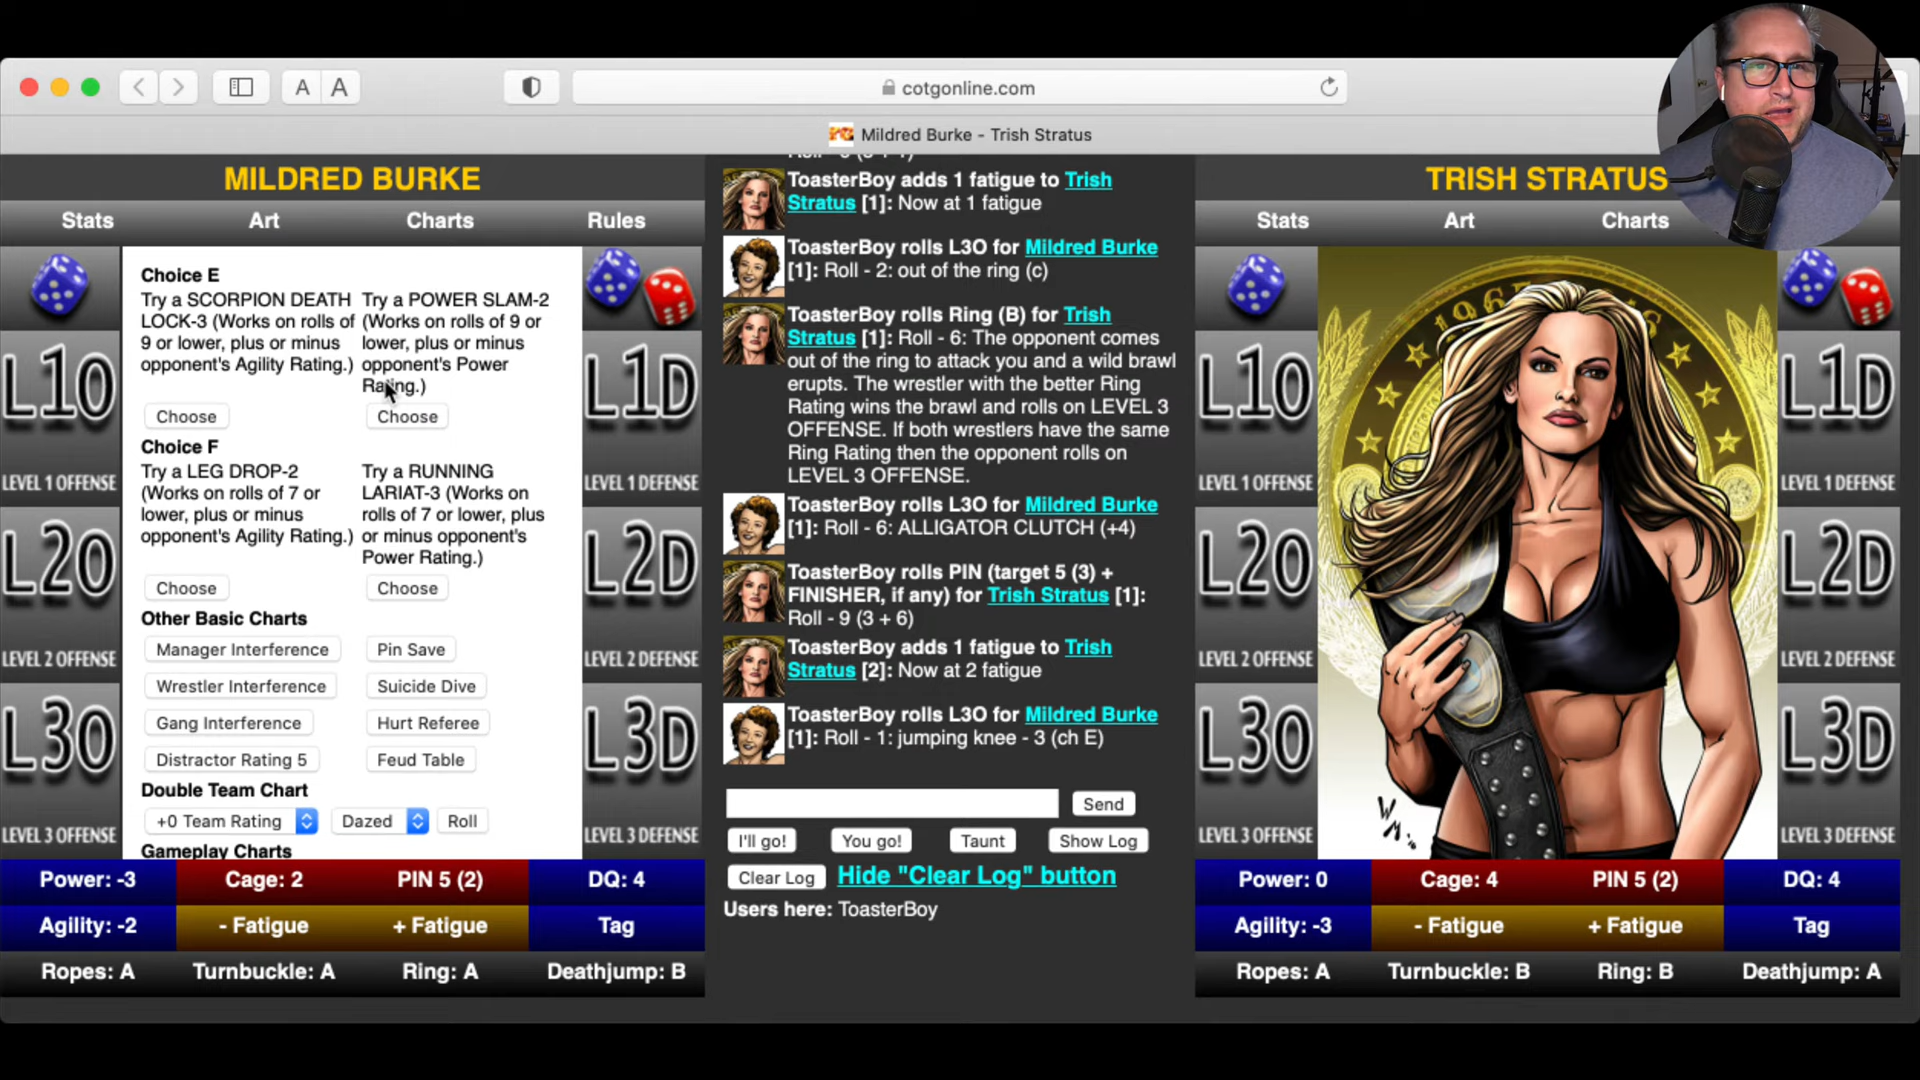 A A
cotgonline.com
Mildred Burke - Trish Stratus
MILDRED BURKE
Stats Art Charts Rules
Choice E
Try a SCORPION DEATH
LOCK-3 (Works on rolls of
9 or lower, plus or minus
opponent's Agility Rating.)
Choose
Try a POWER SLAM-2
(Works on rolls of 9 or
lower, plus or minus
opponent's Power
Rating.)
Choose
Choice F
Try a LEG DROP-2
(Works on rolls of 7 or
lower, plus or minus
opponent's Agility Rating.)
Choose
Try a RUNNING
LARIAT-3 (Works on
rolls of 7 or lower, plus
or minus opponent's
Power Rating.)
Choose
Other Basic Charts
Manager Interference Pin Save
Wrestler Interference Suicide Dive
Gang Interference Hurt Referee
Distractor Rating 5 Feud Table
Double Team Chart
+0 Team Rating Dazed Roll
Gameplay Charts
L1O
LEVEL 1 OFFENSE
L2O
LEVEL 2 OFFENSE
L3O
LEVEL 3 OFFENSE
L1D
LEVEL 1 DEFENSE
L2D
LEVEL 2 DEFENSE
L3D
LEVEL 3 DEFENSE
Power: -3 Cage: 2 PIN 5 (2) DQ: 4
Agility: -2 - Fatigue + Fatigue Tag
Ropes: A Turnbuckle: A Ring: A Deathjump: B
ToasterBoy adds 1 fatigue to Trish
Stratus [1]: Now at 1 fatigue
ToasterBoy rolls L3O for Mildred Burke
[1]: Roll - 2: out of the ring (c)
ToasterBoy rolls Ring (B) for Trish
Stratus [1]: Roll - 6: The opponent comes
out of the ring to attack you and a wild brawl
erupts. The wrestler with the better Ring
Rating wins the brawl and rolls on LEVEL 3
OFFENSE. If both wrestlers have the same
Ring Rating then the opponent rolls on
LEVEL 3 OFFENSE.
ToasterBoy rolls L3O for Mildred Burke
[1]: Roll - 6: ALLIGATOR CLUTCH (+4)
ToasterBoy rolls PIN (target 5 (3) +
FINISHER, if any) for Trish Stratus [1]:
Roll - 9 (3 + 6)
ToasterBoy adds 1 fatigue to Trish
Stratus [2]: Now at 2 fatigue
ToasterBoy rolls L3O for Mildred Burke
[1]: Roll - 1: jumping knee - 3 (ch E)
Send
I'll go! You go! Taunt Show Log
Clear Log Hide "Clear Log" button
Users here: ToasterBoy
TRISH STRATUS
Stats Art Charts
L1O
LEVEL 1 OFFENSE
L2O
LEVEL 2 OFFENSE
L3O
LEVEL 3 OFFENSE
L1D
LEVEL 1 DEFENSE
L2D
LEVEL 2 DEFENSE
L3D
LEVEL 3 DEFENSE
Power: 0 Cage: 4 PIN 5 (2) DQ: 4
Agility: -3 - Fatigue + Fatigue Tag
Ropes: A Turnbuckle: B Ring: B Deathjump: A